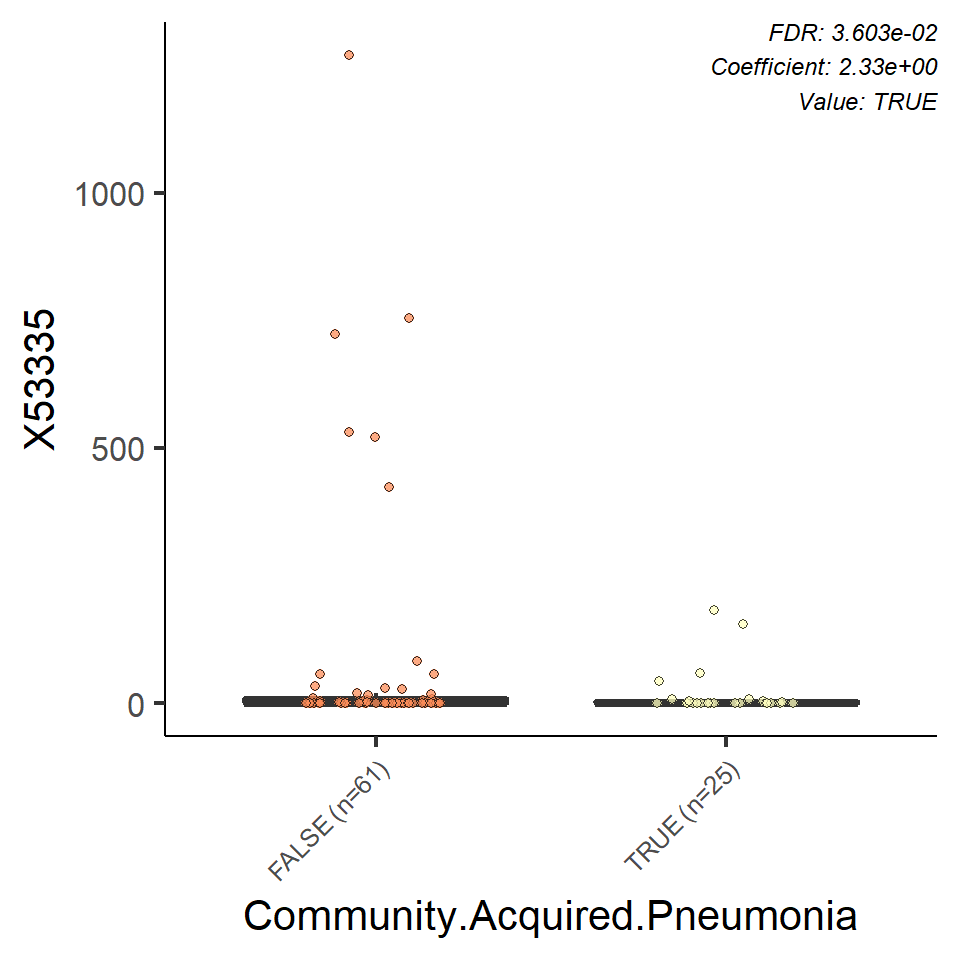 FDR: 3.603e-02
Coefficient: 2.33e+00
Value: TRUE
X53335
1000
500
0
FALSE (n=61)
TRUE (n=25)
Community.Acquired.Pneumonia